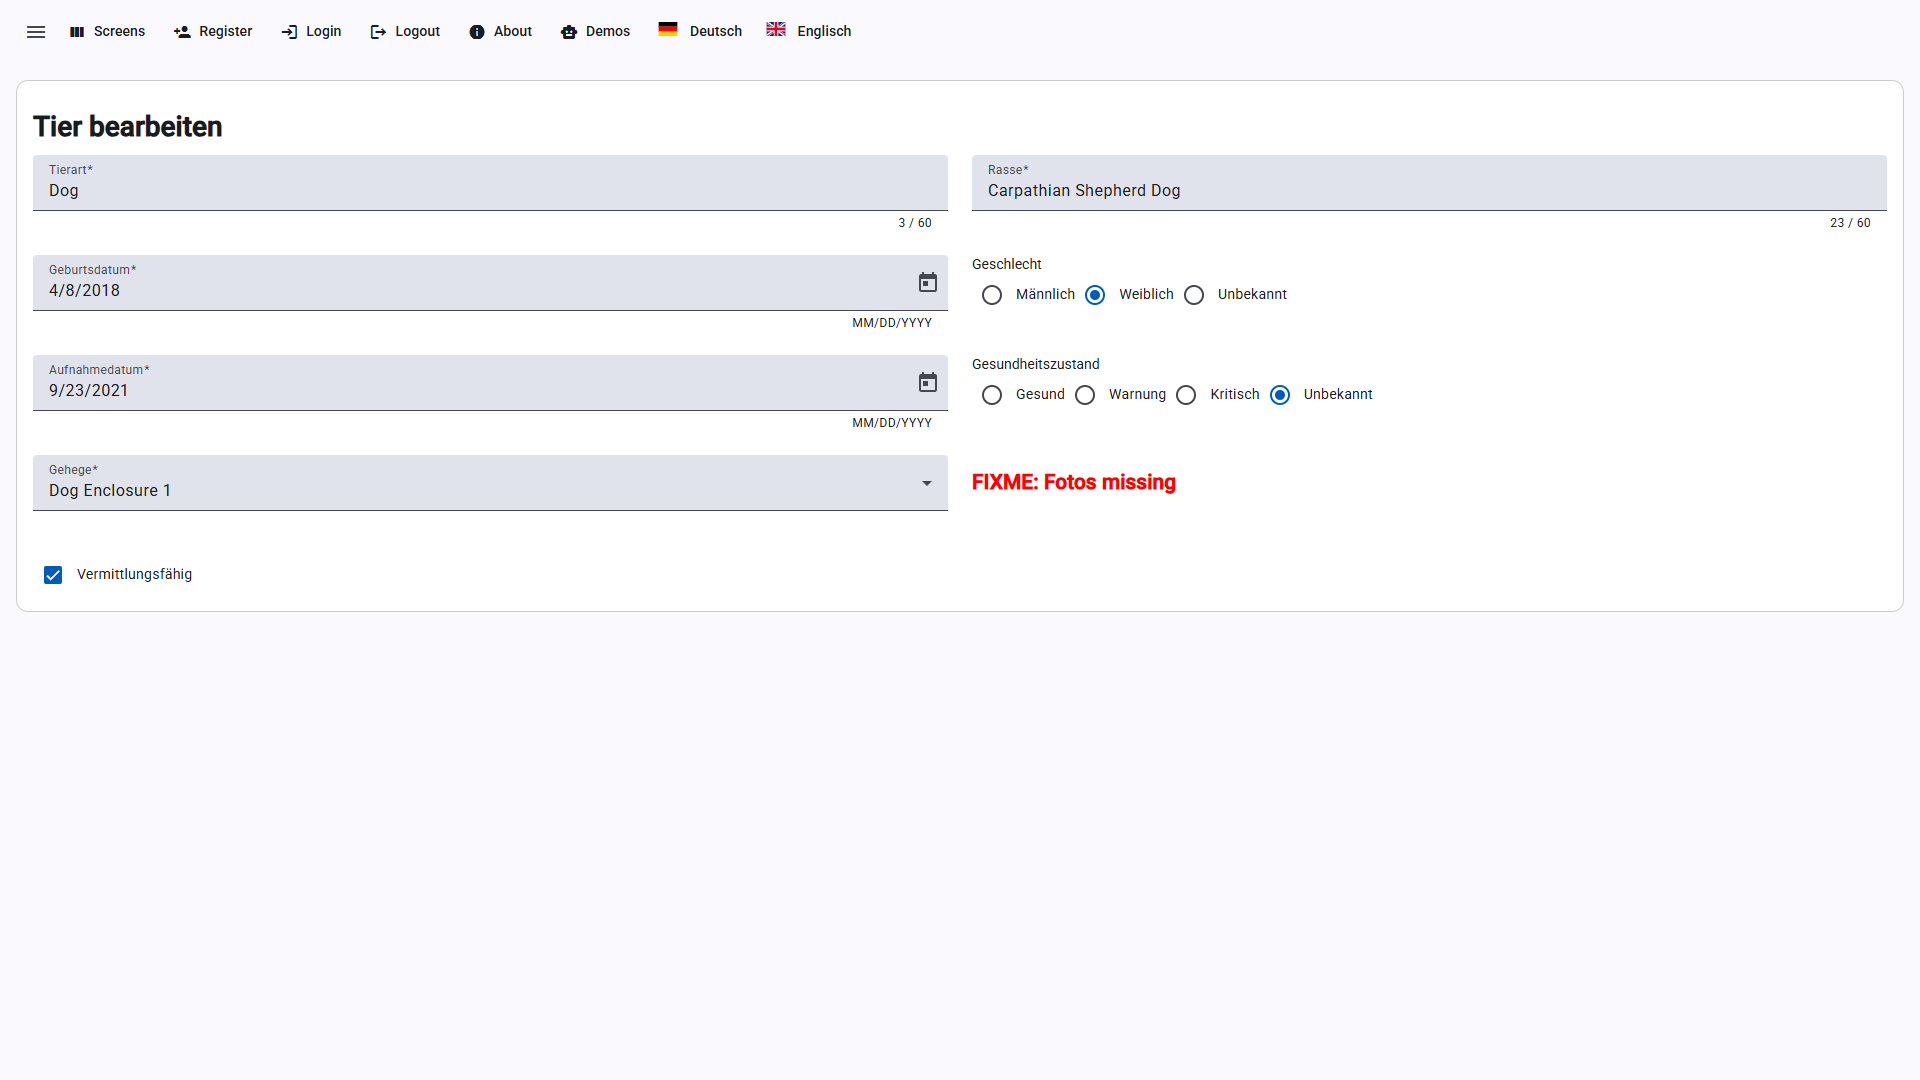 Screens Register Login Logout About Demos Deutsch Englisch
Tier bearbeiten
Tierart*
Dog
3 / 60
Rasse*
Carpathian Shepherd Dog
23 / 60
Geburtsdatum*
4/8/2018
MM/DD/YYYY
Geschlecht
Männlich Weiblich Unbekannt
Aufnahmedatum*
9/23/2021
MM/DD/YYYY
Gesundheitszustand
Gesund Warnung Kritisch Unbekannt
Gehege*
Dog Enclosure 1
FIXME: Fotos missing
Vermittlungsfähig